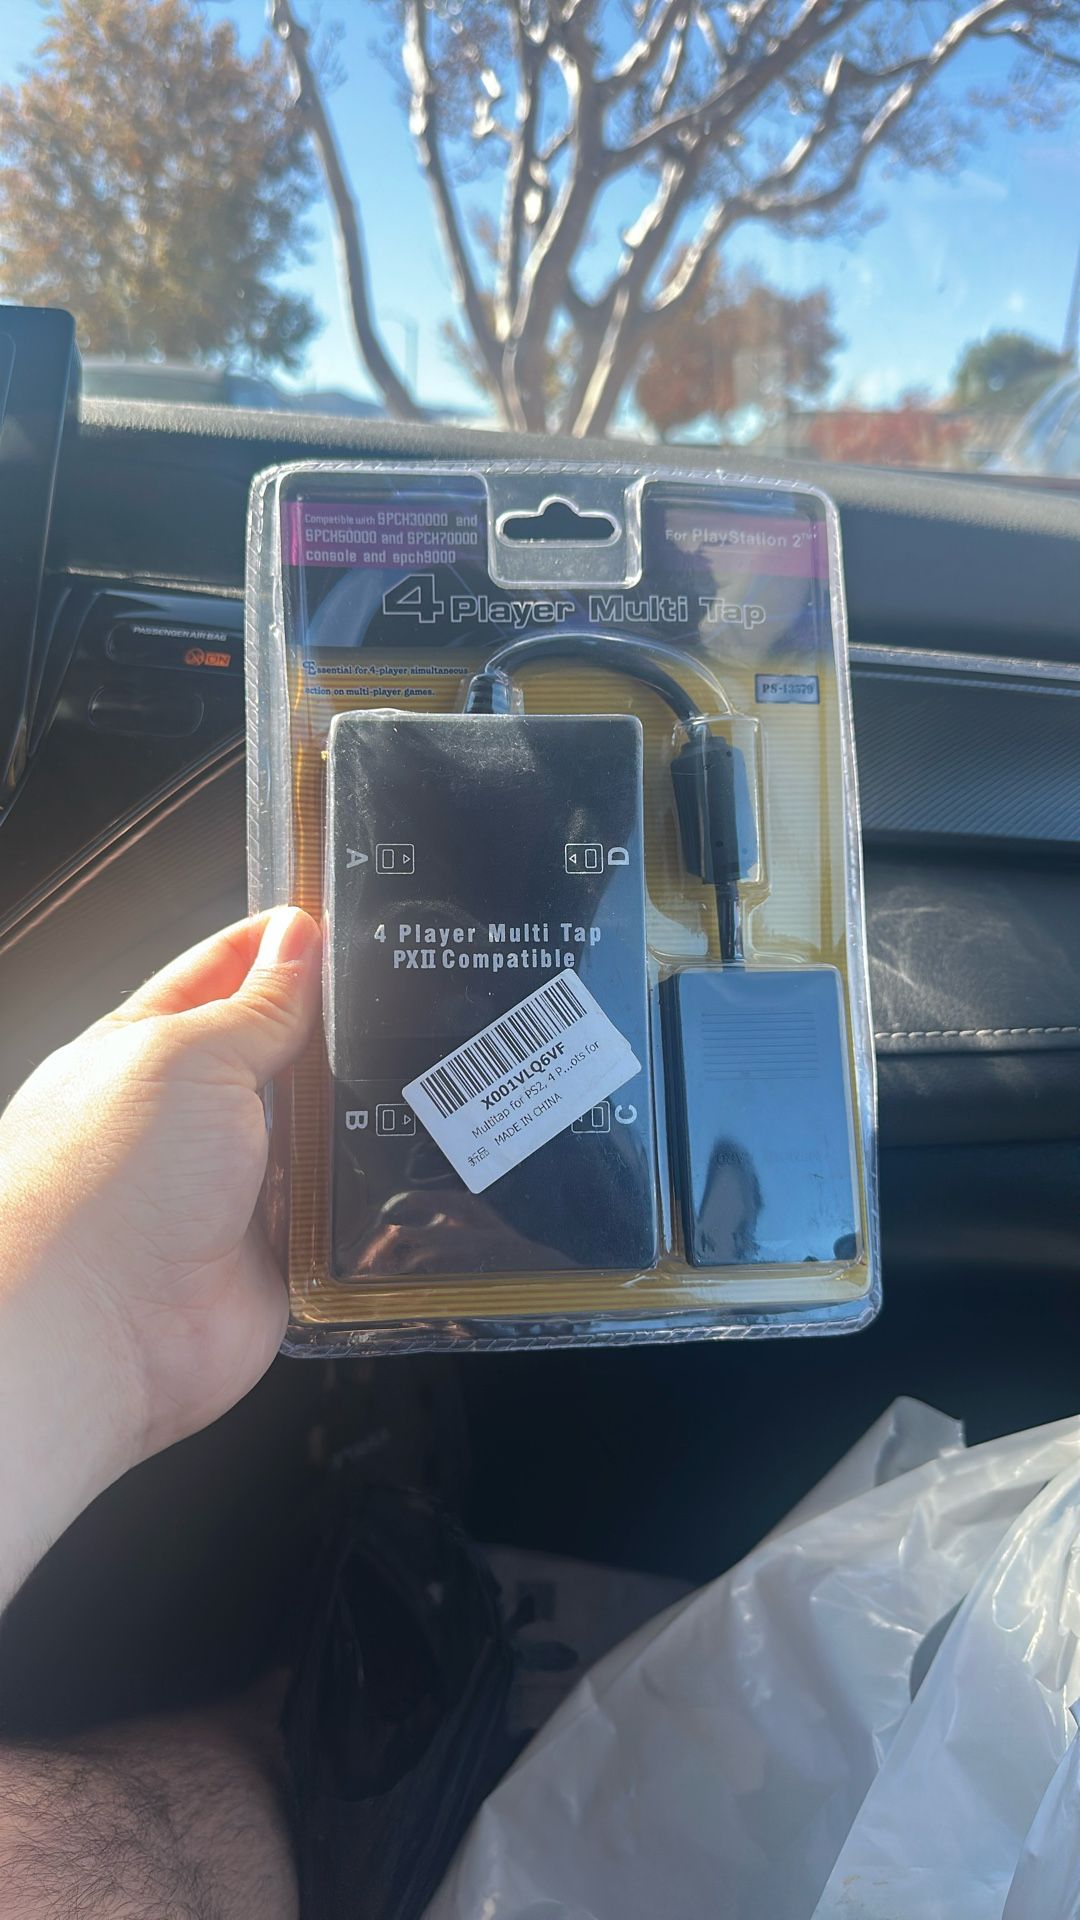 Compatible with SPCH30000 and
SPCH50000 and SPCH70000
console and spch9000
For PlayStation 2™
4 Player Multi Tap
Essential for 4-player simultaneous
action on multi-player games.
PS-13379
PASSENGER AIR BAG
ON
A
D
4 Player Multi Tap
PXII Compatible
X001VLQ6VF
Multitap for PS2, 4 P...ots for
新品 MADE IN CHINA
B
C